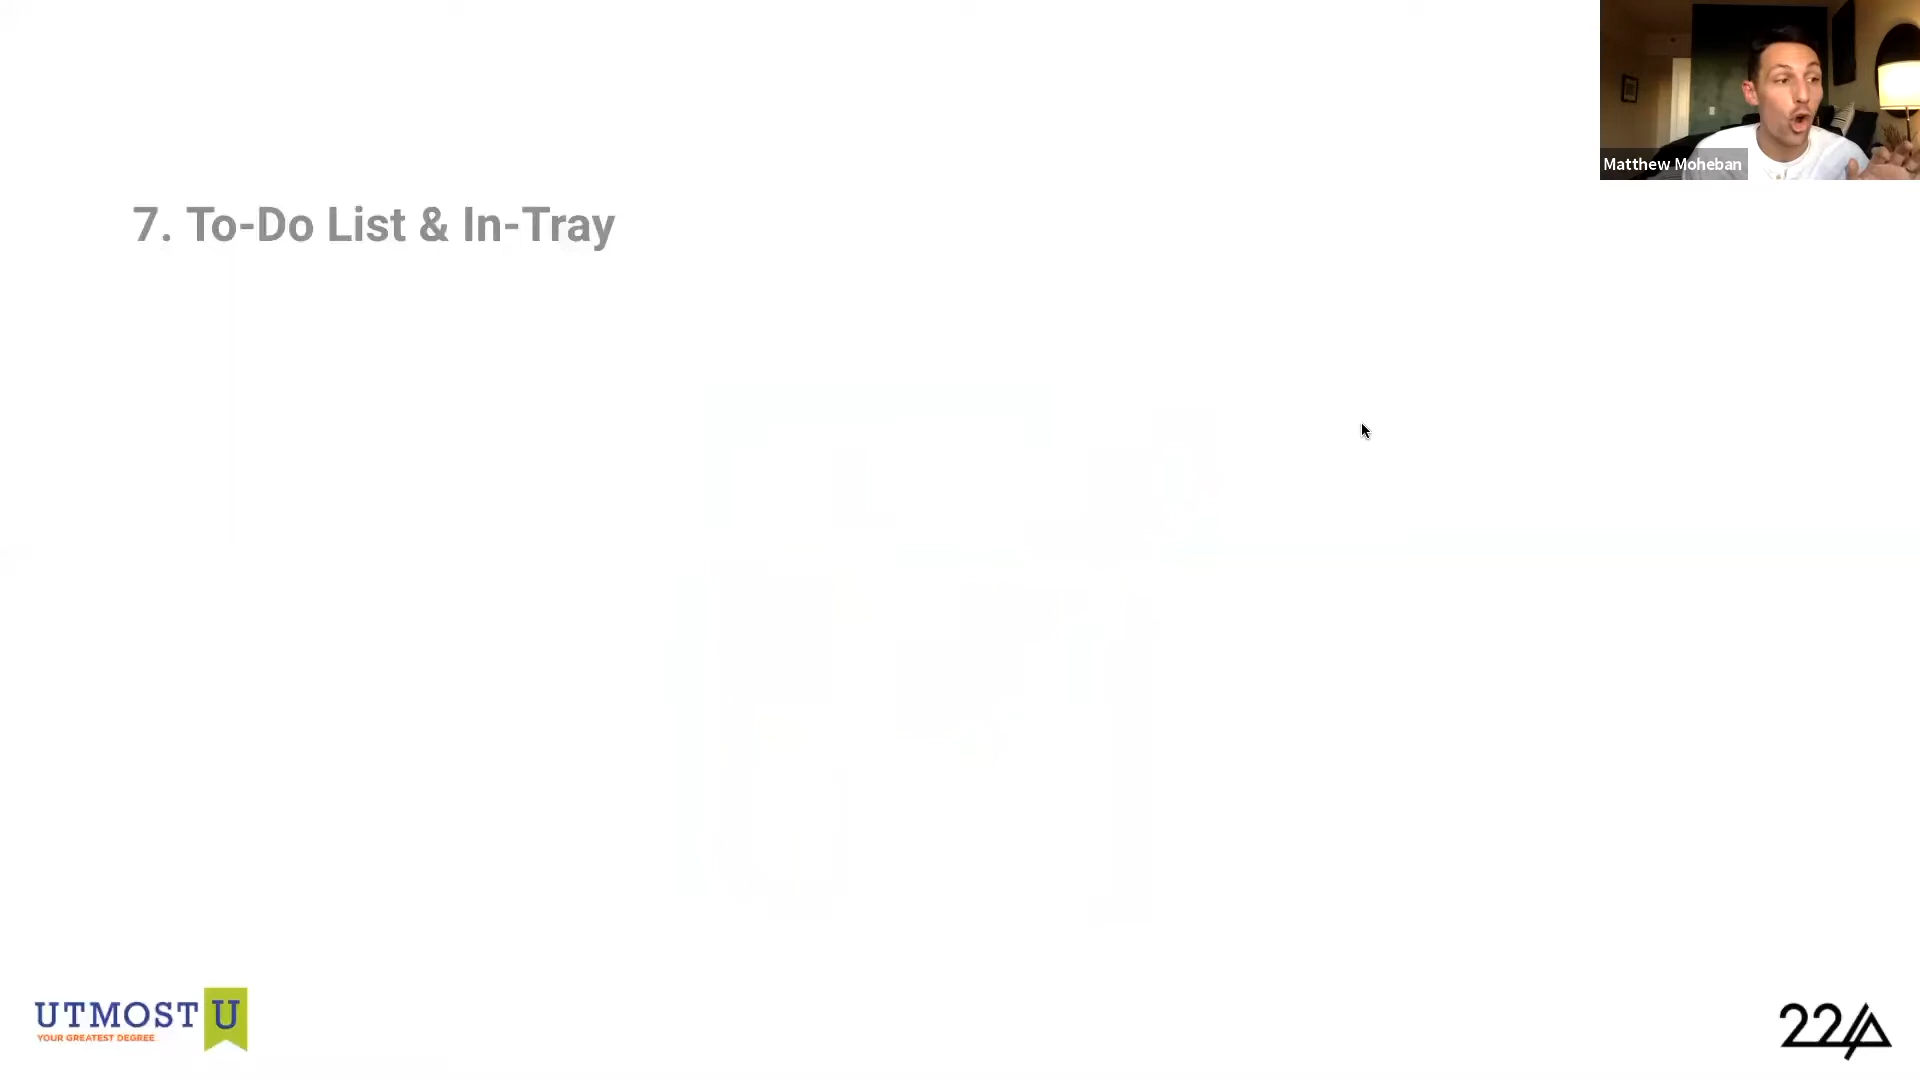 Matthew Moheban
7. To-Do List & In-Tray
UTMOST U
YOUR GREATEST DEGREE
22